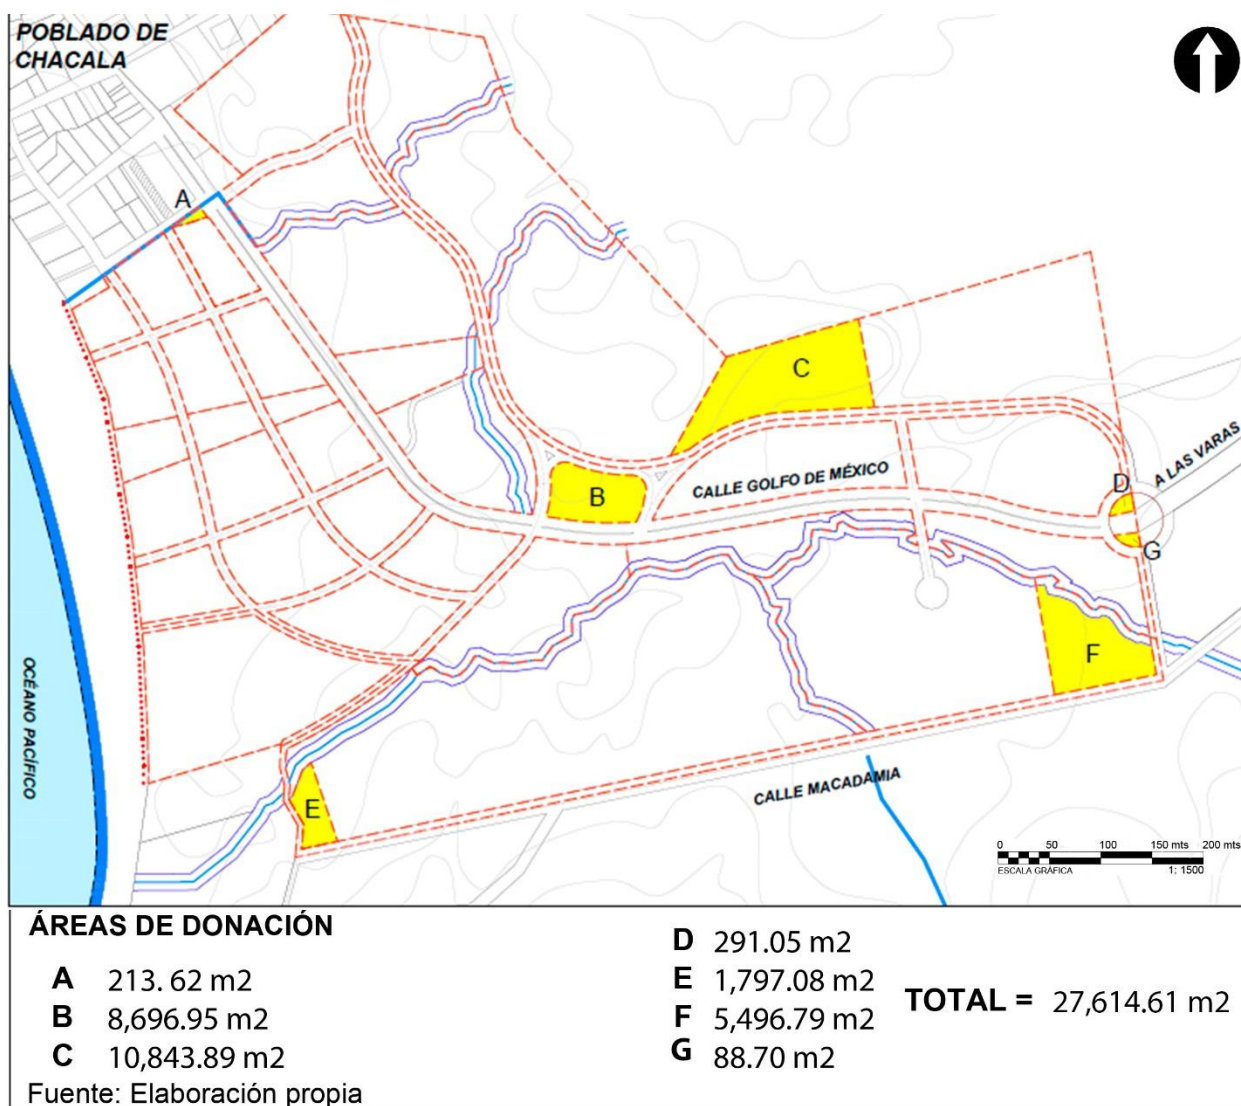 POBLADO DE
CHACALA
A
C
B
CALLE GOLFO DE MÉXICO
A LAS VARAS
D
G
F
E
OCÉANO PACÍFICO
CALLE MACADAMIA
0 50 100 150 mts 200 mts
ESCALA GRÁFICA 1: 1500
ÁREAS DE DONACIÓN
A 213. 62 m2
B 8,696.95 m2
C 10,843.89 m2
D 291.05 m2
E 1,797.08 m2
F 5,496.79 m2
G 88.70 m2
TOTAL = 27,614.61 m2
Fuente: Elaboración propia